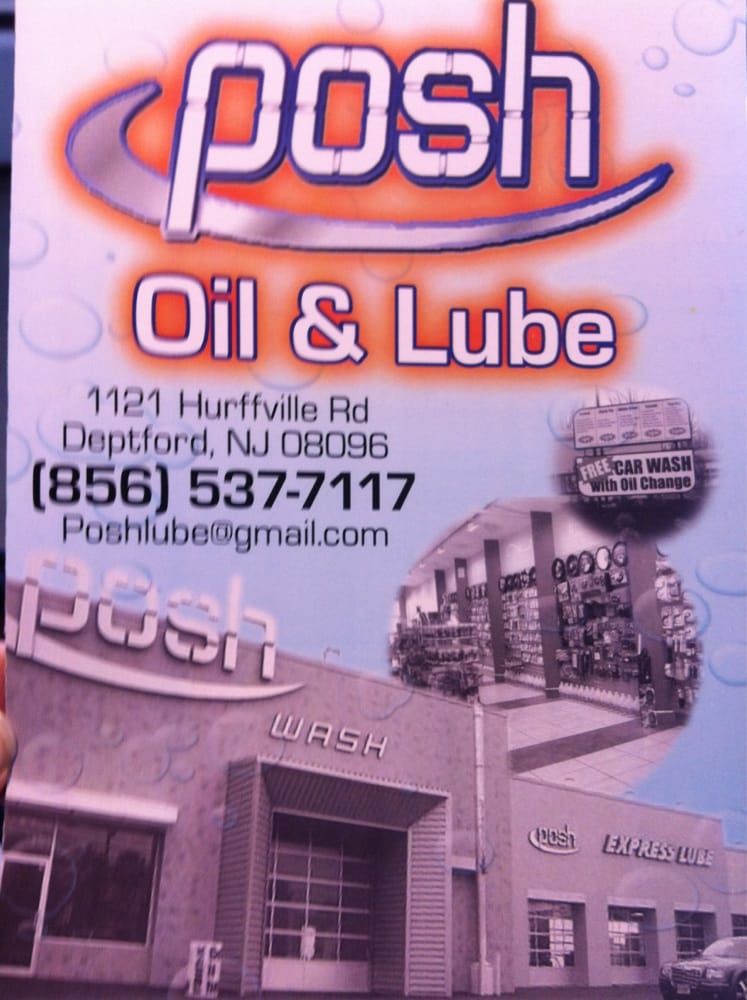 posh
Oil & Lube
1121 Hurffville Rd
Deptford, NJ 08096
(856) 537-7117
Poshlube@gmail.com
FREE CAR WASH
With Oil Change
posh
WASH
posh EXPRESS LUBE